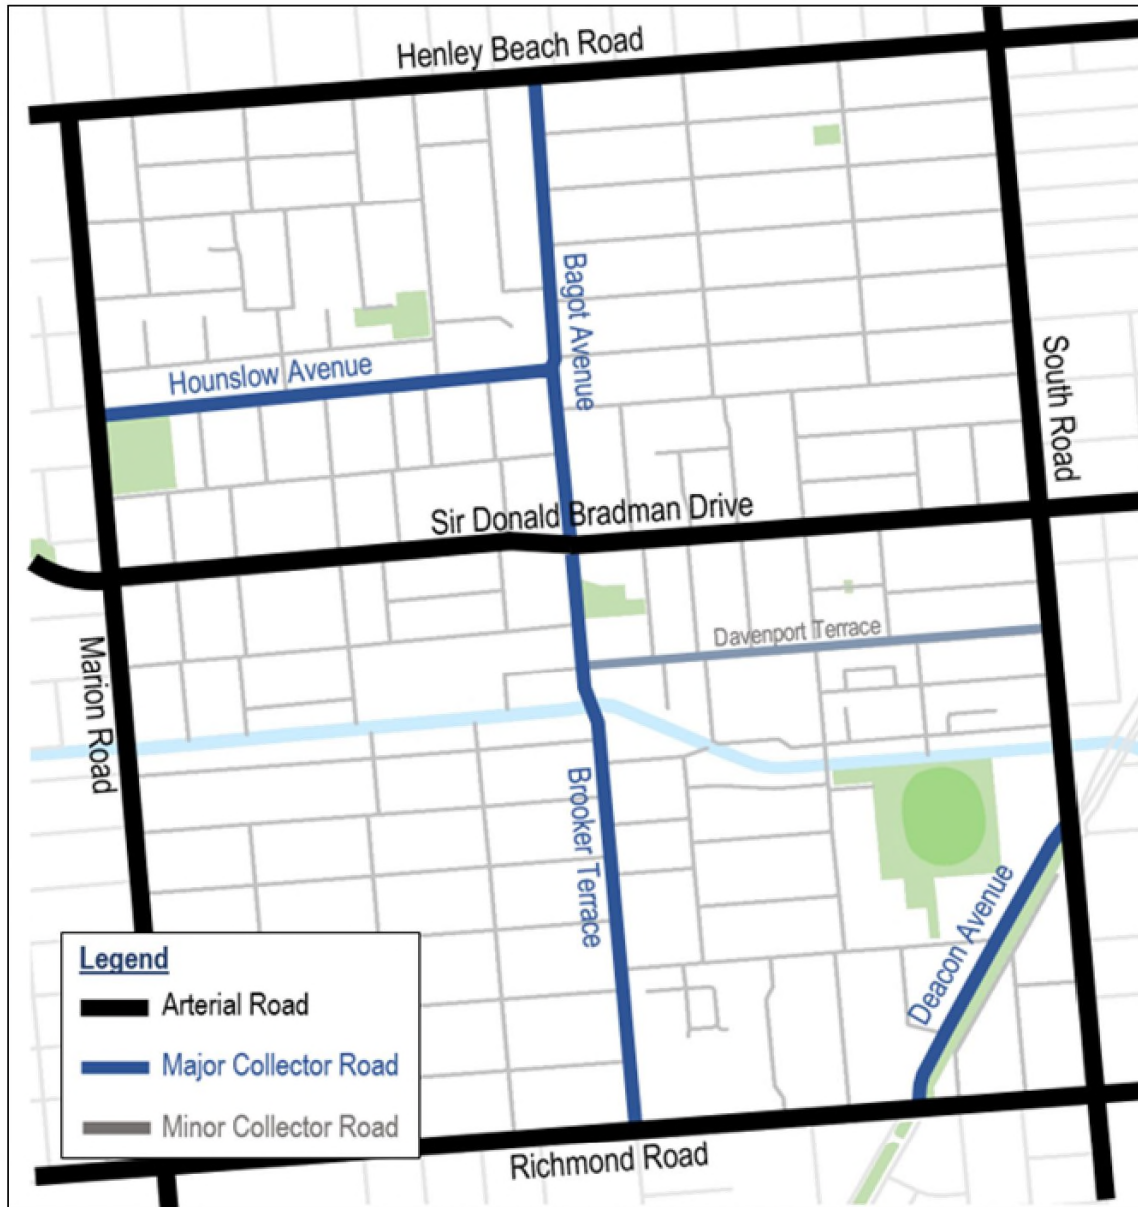 Henley Beach Road
Bagot Avenue
Hounslow Avenue
South Road
Sir Donald Bradman Drive
Davenport Terrace
Marion Road
Brooker Terrace
Deacon Avenue
Legend
Arterial Road
Major Collector Road
Minor Collector Road
Richmond Road